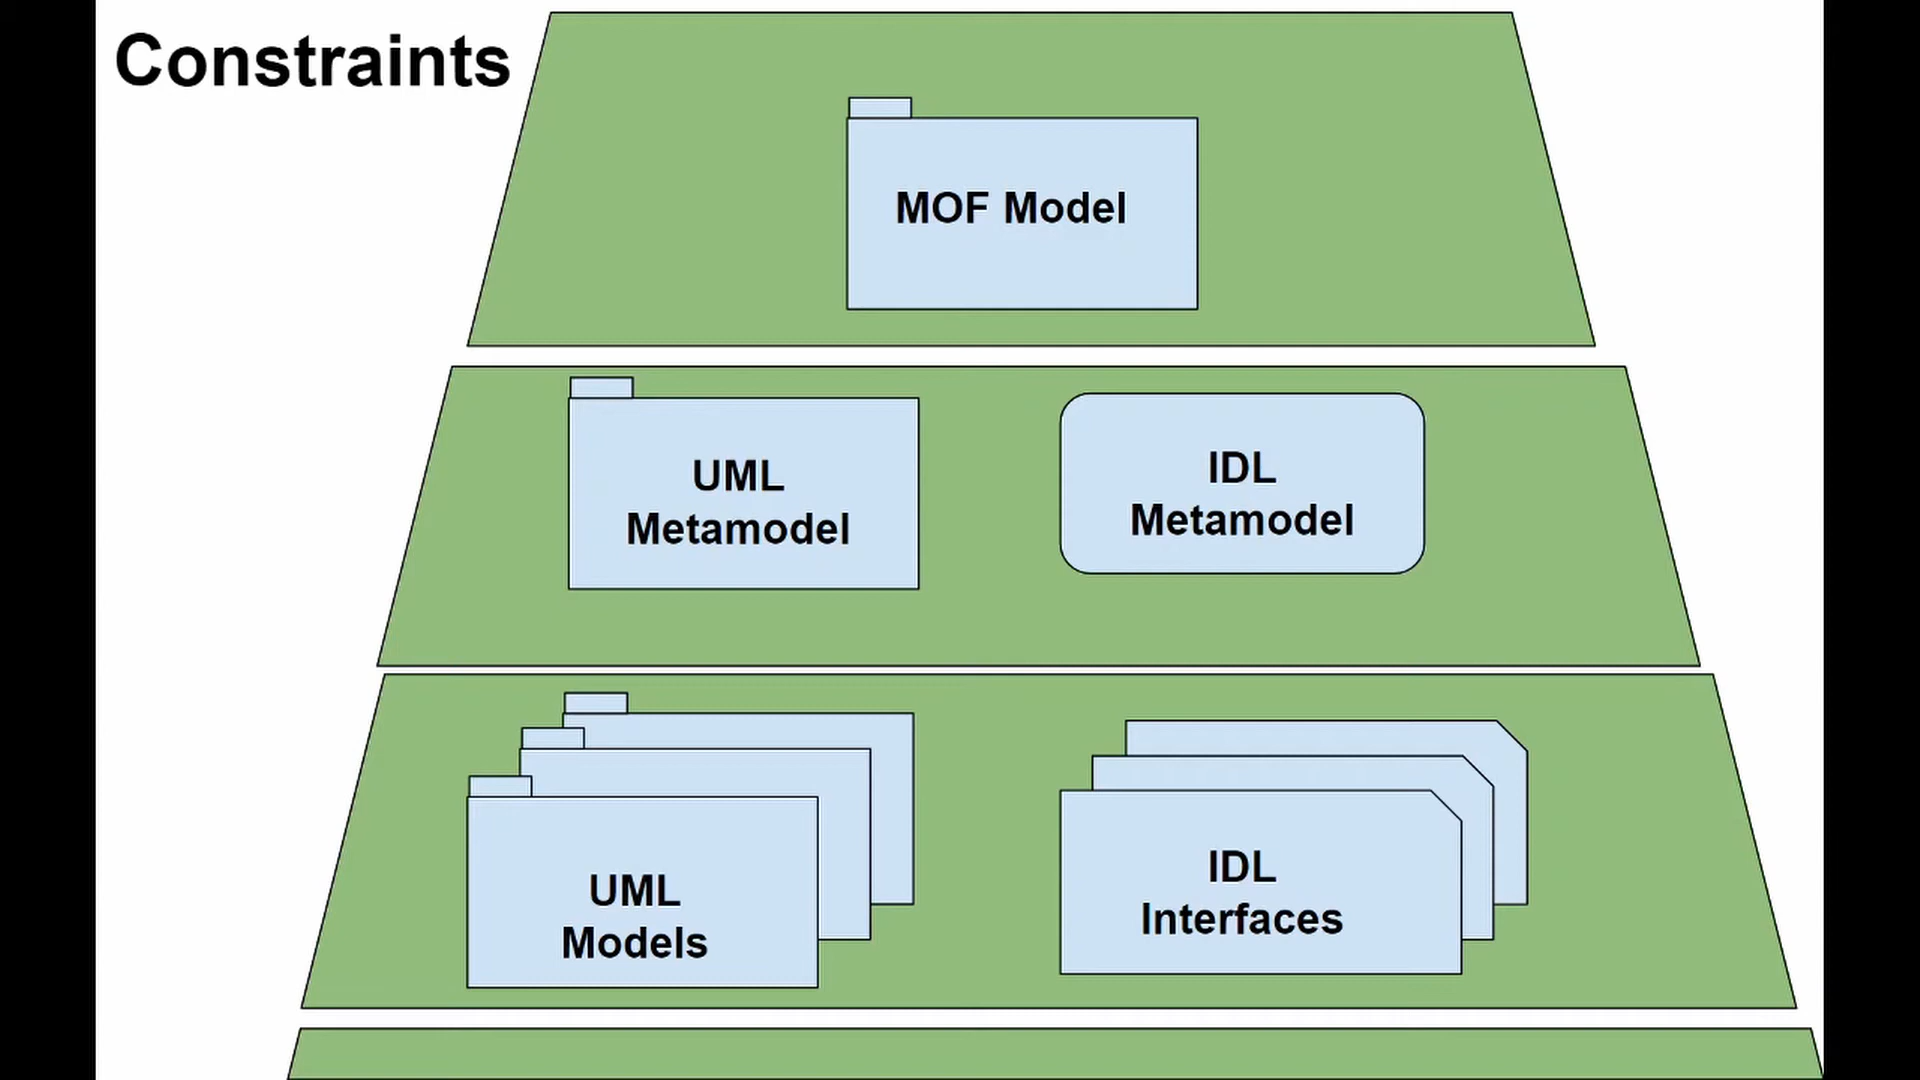 Constraints
MOF Model
UML
Metamodel
IDL
Metamodel
UML
Models
IDL
Interfaces